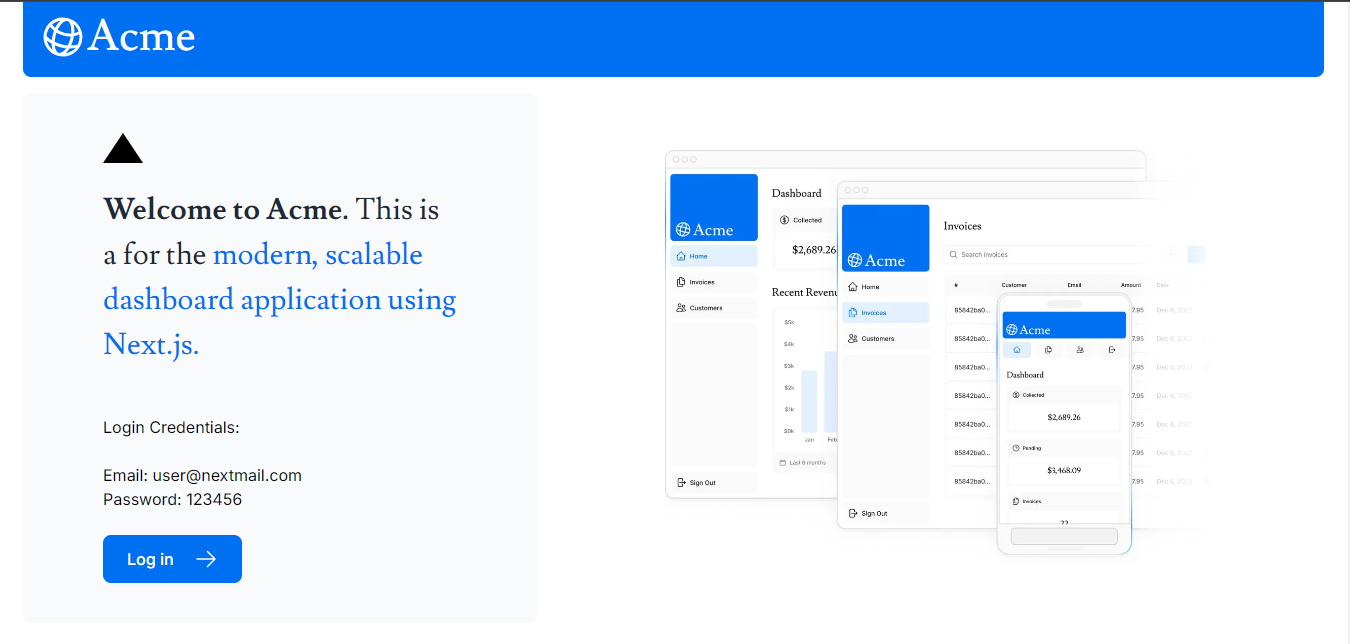 Acme
Welcome to Acme. This is
a for the modern, scalable
dashboard application using
Next.js.
Login Credentials:
Email: user@nextmail.com
Password: 123456
Log in
Acme
Home
Invoices
Customers
Sign Out
Dashboard
Collected
$2,689.26
Recent Revenu
$5k
$4k
$3k
$2k
$1k
$0k
Jan Feb
Last 6 months
Acme
Home
Invoices
Customers
Sign Out
Invoices
Search invoices
# Customer Email Amount Date
85842ba0... 7.95 Dec 6, 2022
85842ba0... 7.95 Dec 6, 2022
85842ba0... 7.95 Dec 6, 2022
85842ba0... 7.95 Dec 6, 2022
85842ba0... 7.95 Dec 6, 2022
85842ba0... 7.95 Dec 6, 2022
85842ba0... 7.95 Dec 6, 2022
Acme
Dashboard
Collected
$2,689.26
Pending
$3,468.09
Invoices